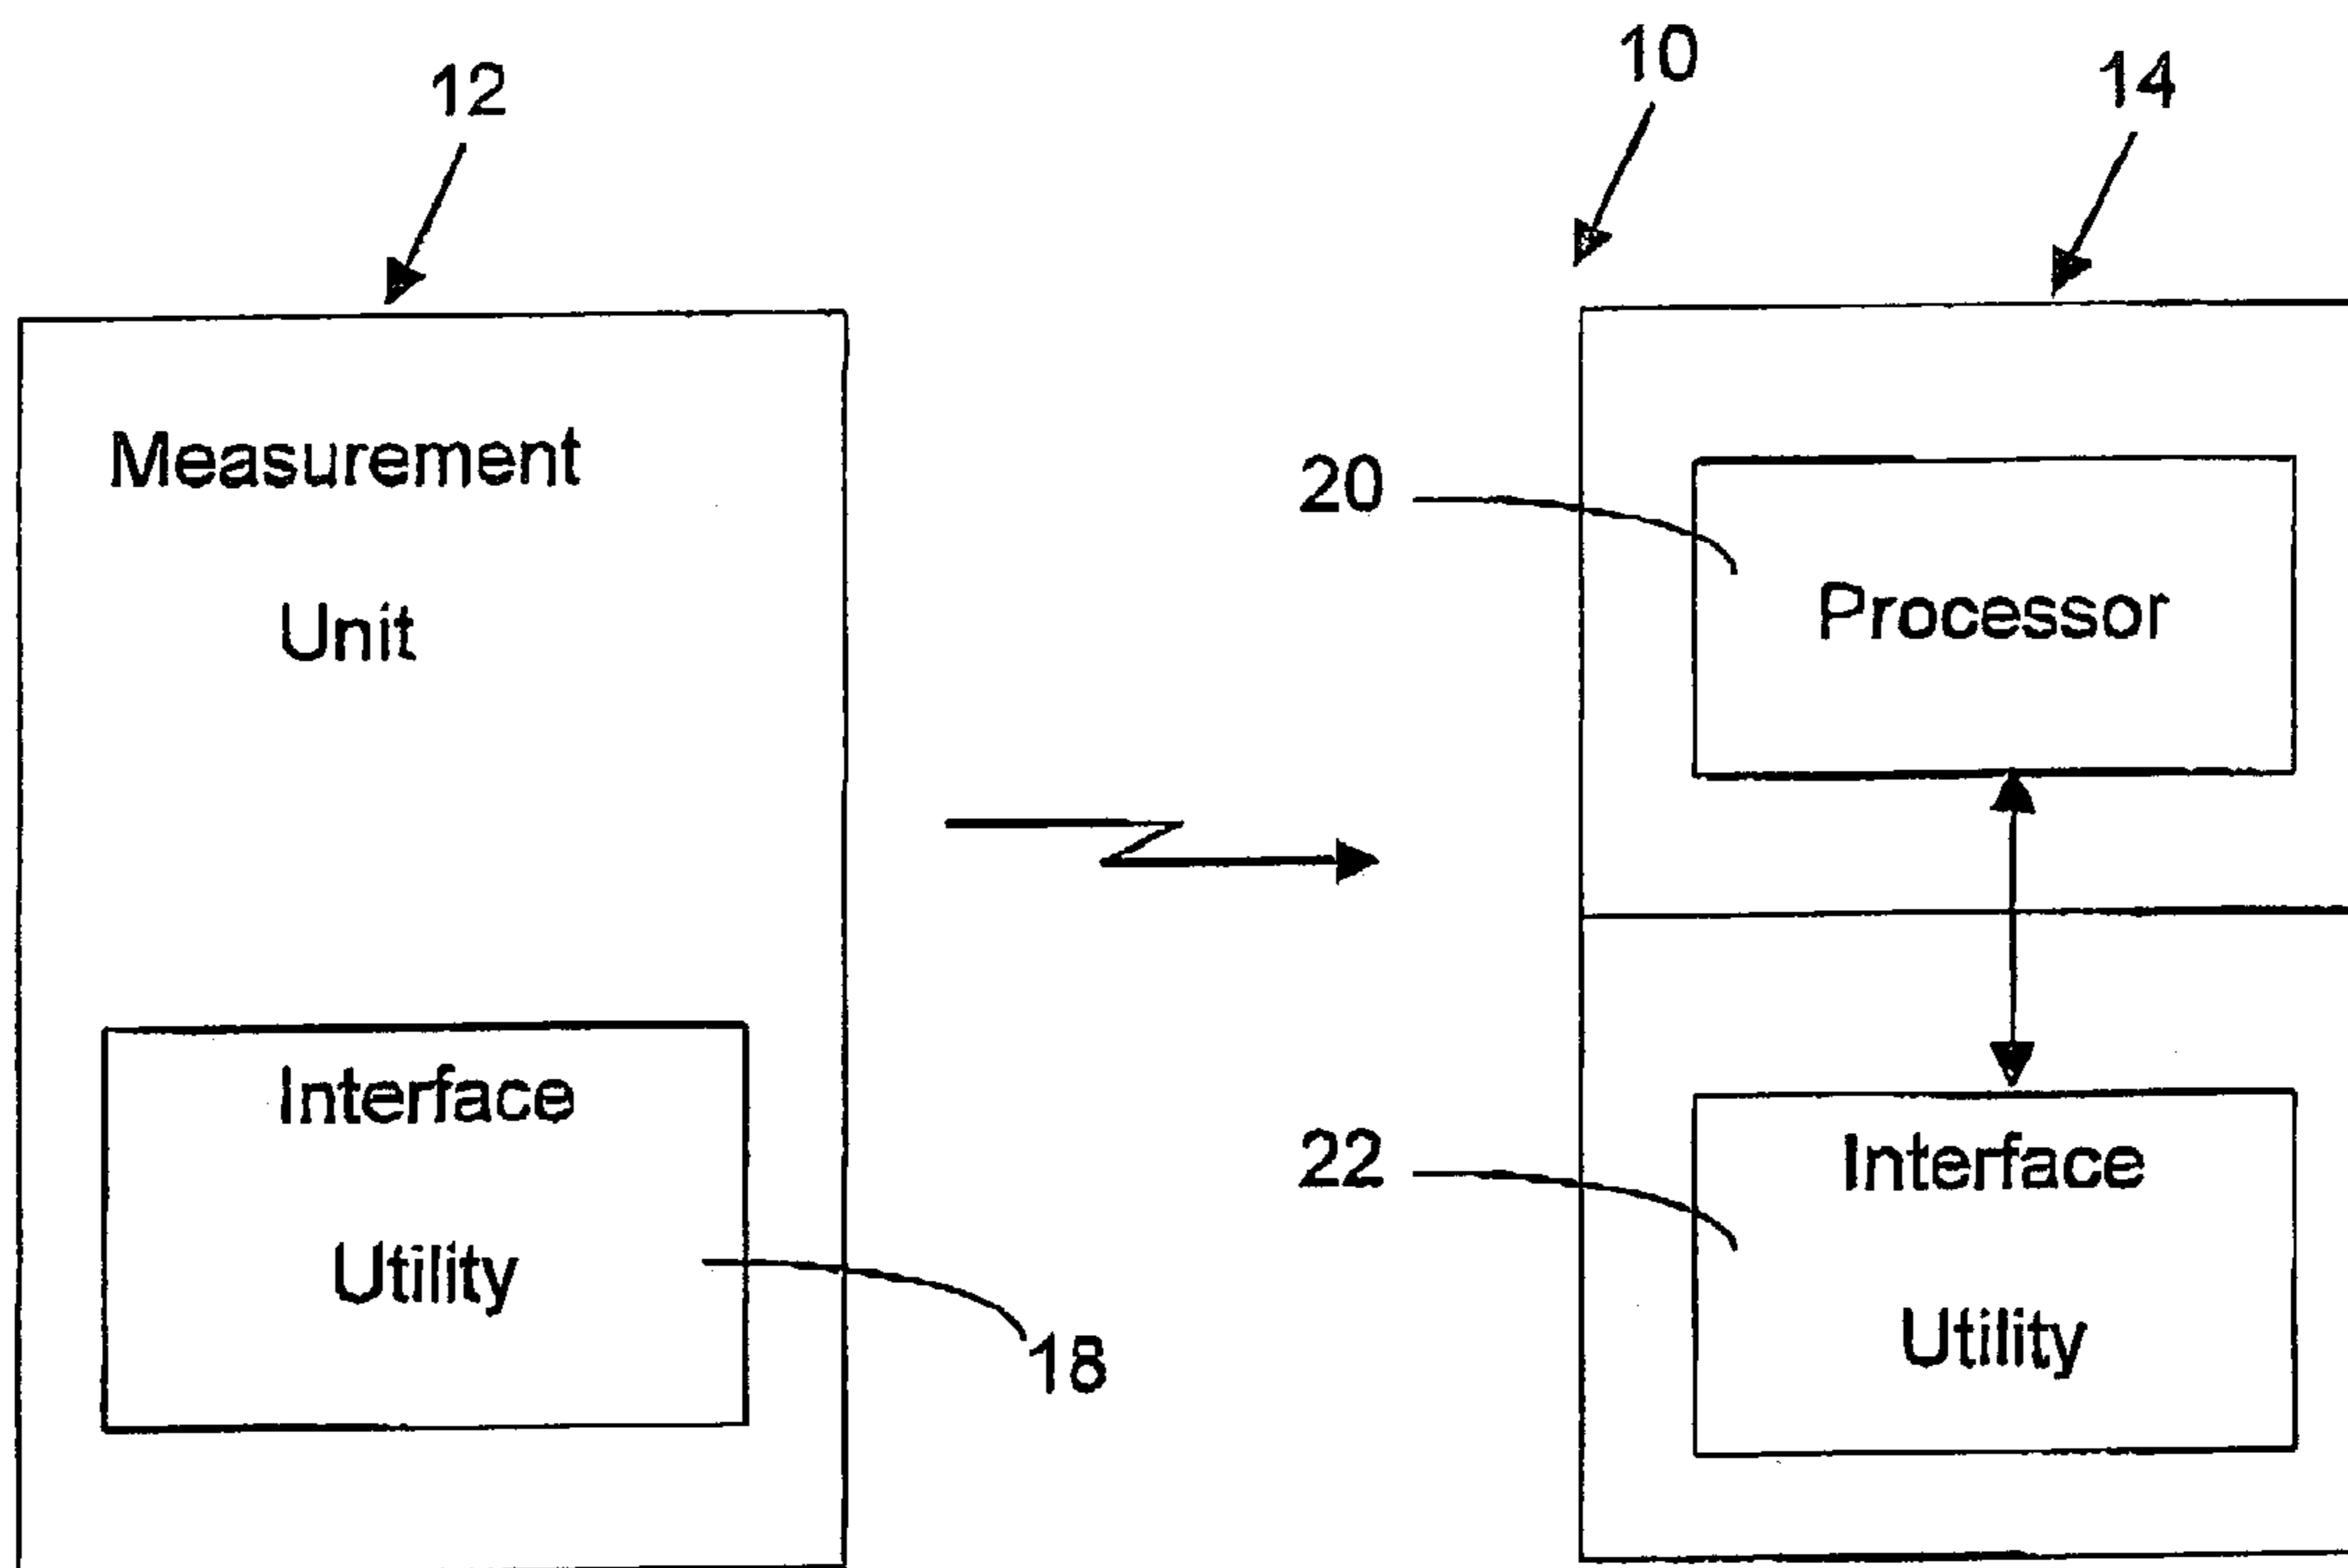 12
10
14
Measurement
Unit
20
Processor
Interface
Utility
18
22
Interface
Utility